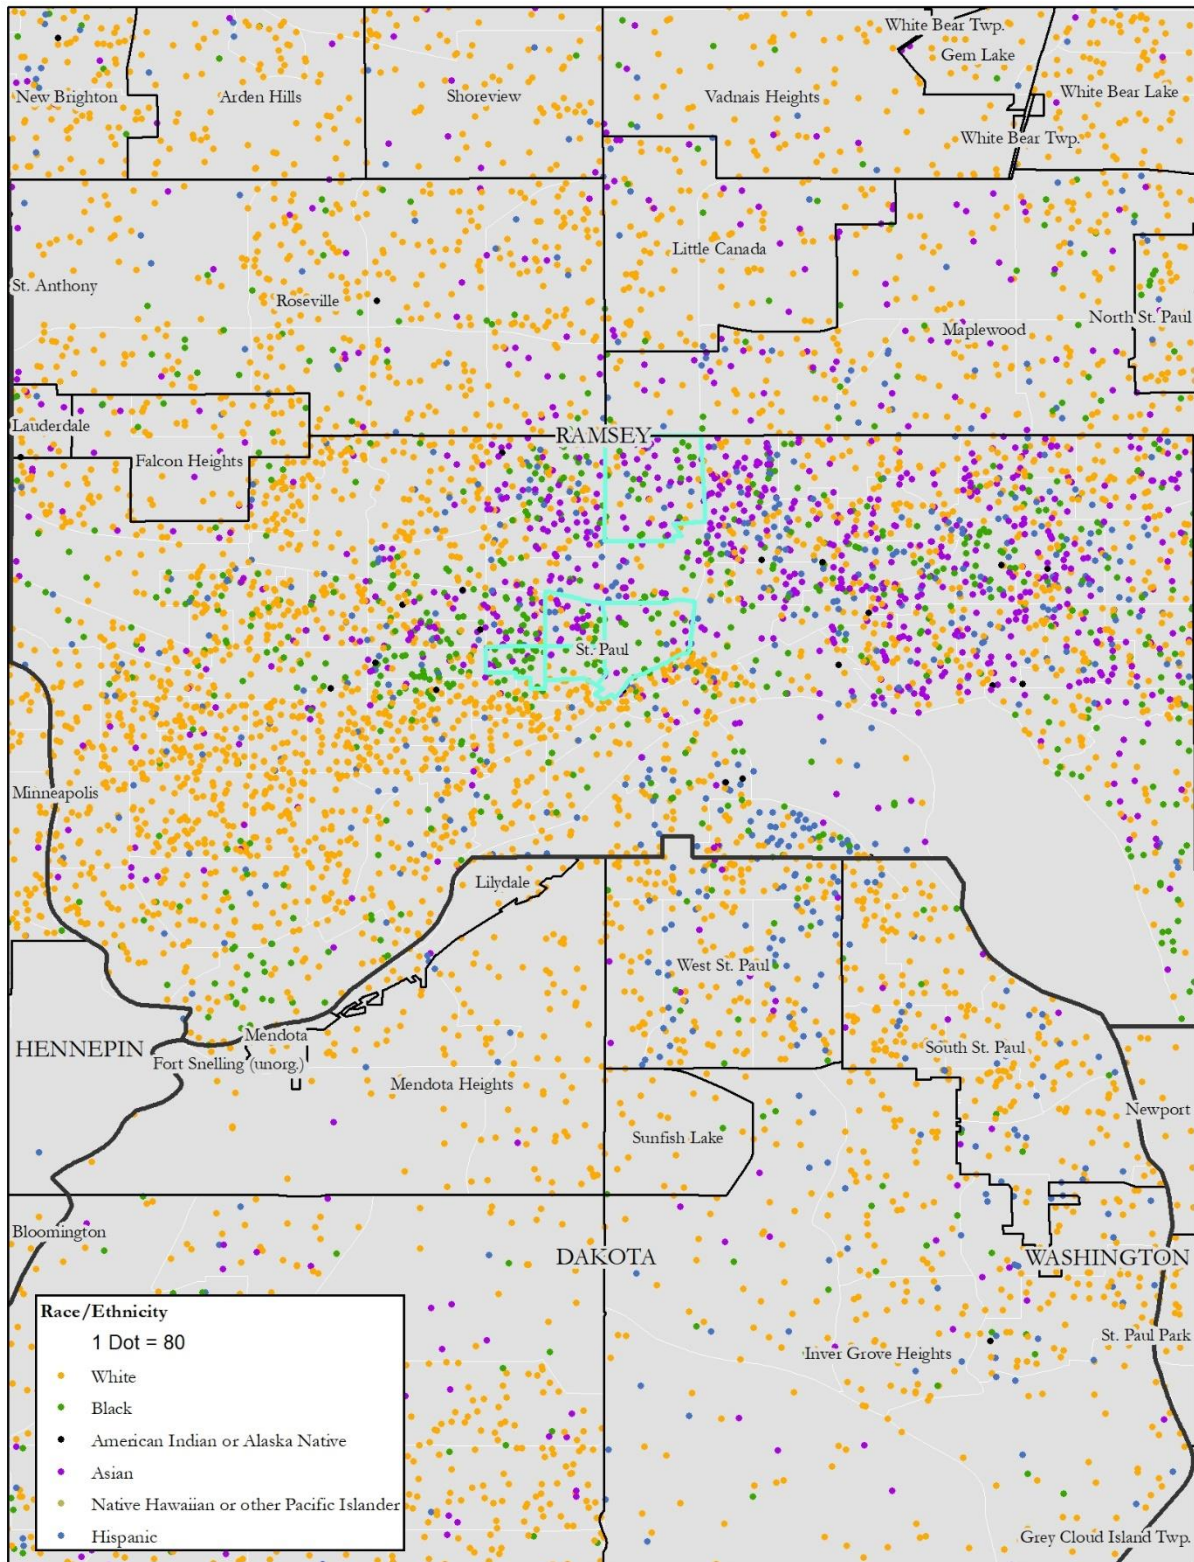 White Bear Twp.
Gem Lake
New Brighton
Arden Hills
Shoreview
Vadnais Heights
White Bear Lake
White Bear Twp.
Little Canada
St. Anthony
Roseville
Maplewood
North St. Paul
Lauderdale
RAMSEY
Falcon Heights
St. Paul
Minneapolis
Lilydale
West St. Paul
Mendota
HENNEPIN
Fort Snelling (unorg.)
South St. Paul
Mendota Heights
Newport
Sunfish Lake
Bloomington
DAKOTA
WASHINGTON
Race/Ethnicity
1 Dot = 80
White
Black
American Indian or Alaska Native
Asian
Native Hawaiian or other Pacific Islander
Hispanic
St. Paul Park
Inver Grove Heights
Grey Cloud Island Twp.